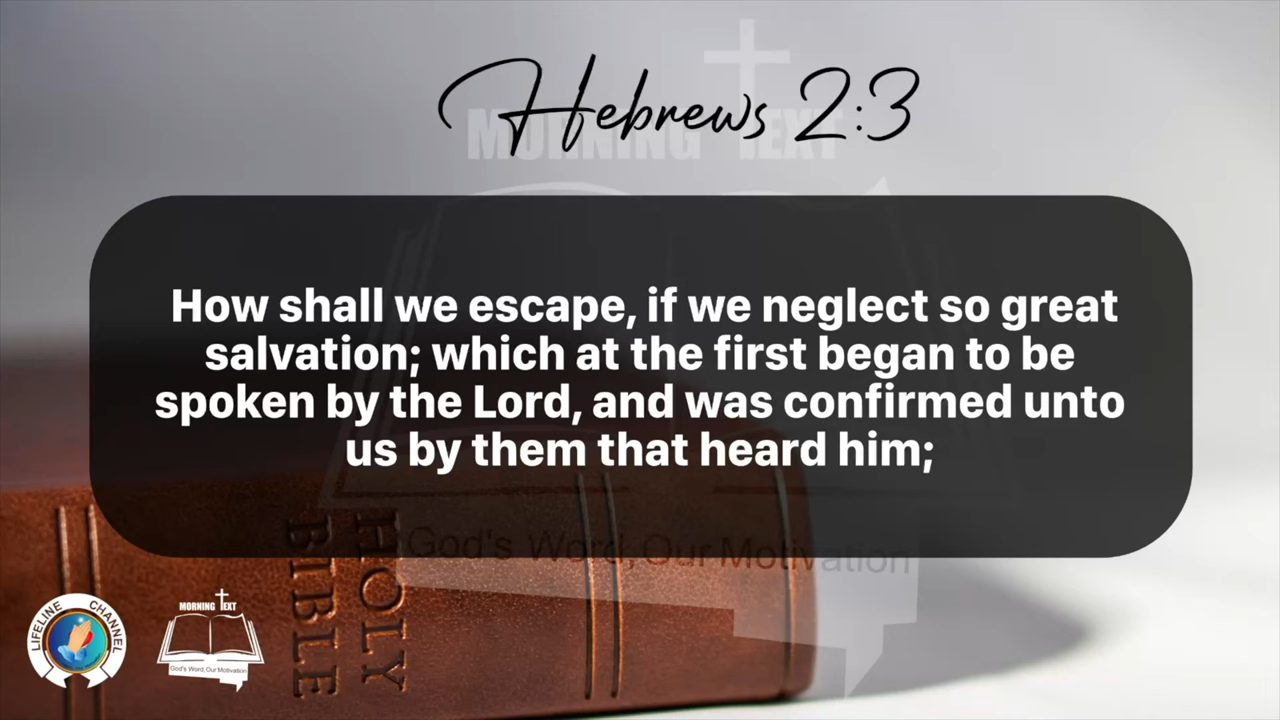 Hebrews 2:3
MORNING TEXT
How shall we escape, if we neglect so great
salvation; which at the first began to be
spoken by the Lord, and was confirmed unto
us by them that heard him;
God's Word, Our Motivation
HOLY
BIBLE
LIFELINE CHANNEL
MORNING TEXT
God's Word, Our Motivation